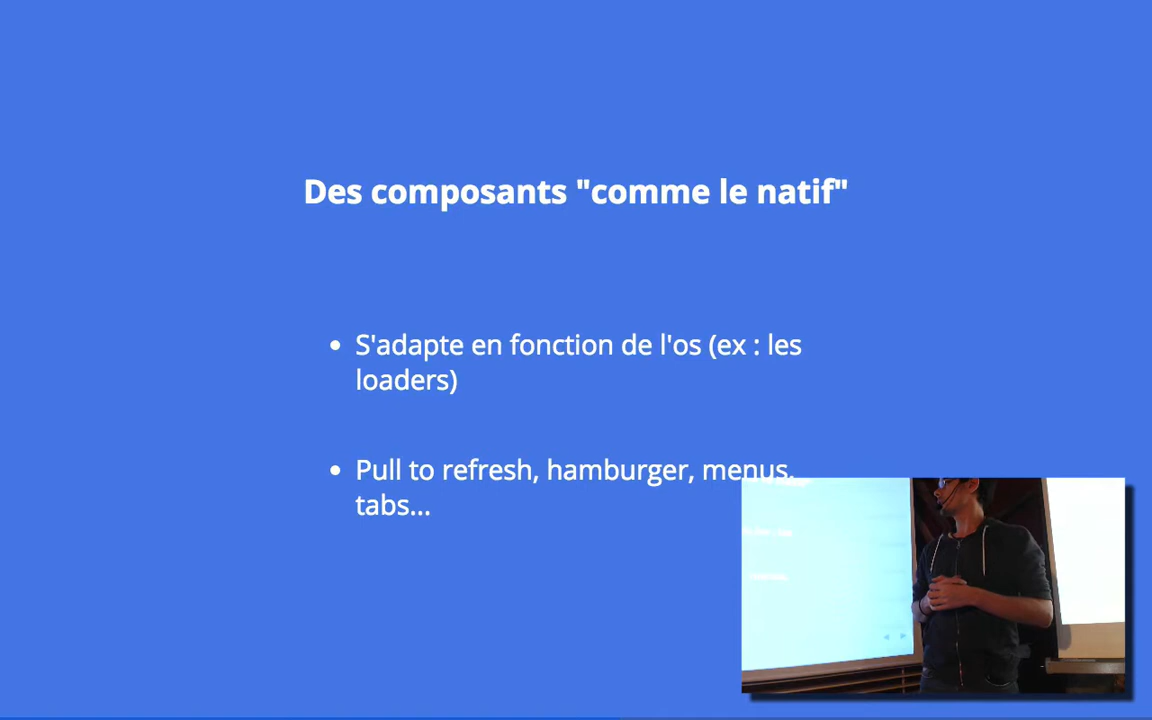 Des composants "comme le natif"
S'adapte en fonction de l'os (ex : les
loaders)
Pull to refresh, hamburger, menus,
tabs...